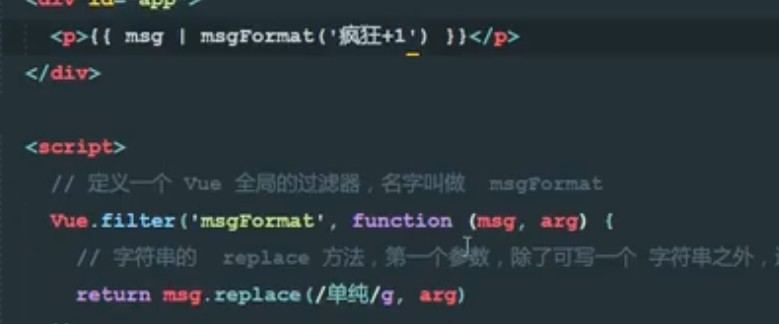 <div id="app">
<p>{{ msg | msgFormat('疯狂+1') }}</p>
</div>
<script>
// 定义一个 Vue 全局的过滤器，名字叫做 msgFormat
Vue.filter('msgFormat', function (msg, arg) {
// 字符串的 replace 方法，第一个参数，除了可写一个 字符串之外，
return msg.replace(/单纯/g, arg)